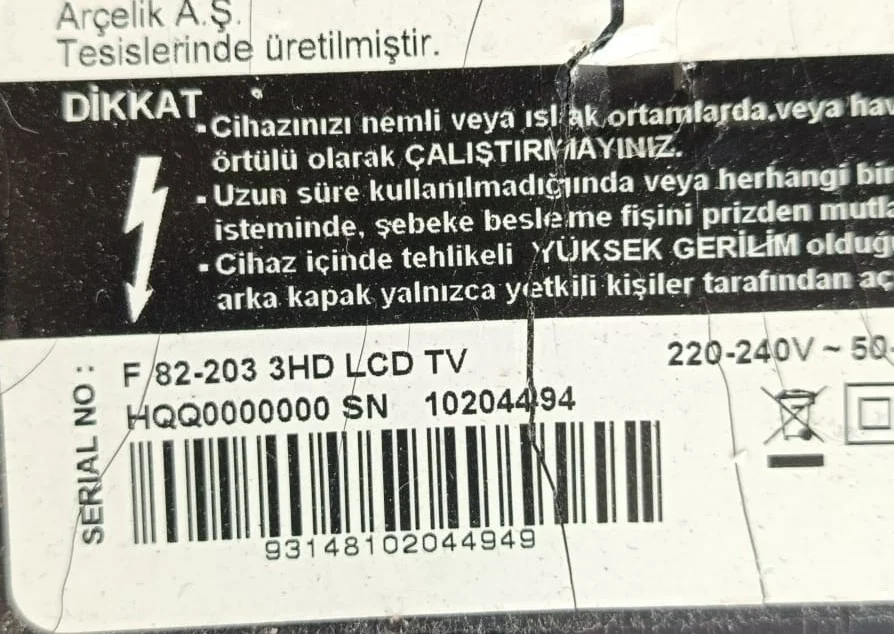 Arçelik A.Ş.
Tesislerinde üretilmiştir.
DİKKAT
▪Cihazınızı nemli veya ıslak ortamlarda,veya
örtülü olarak ÇALIŞTIRMAYINIZ.
▪Uzun süre kullanılmadığında veya herhangi bir
isteminde, şebeke besleme fişini prizden
▪Cihaz içinde tehlikeli YÜKSEK GERİLİM
arka kapak yalnızca yetkili kişiler tarafından
SERIAL NO :
F 82-203 3HD LCD TV
220-240V ~ 50
HQQ0000000 SN 10204494
93148102044949